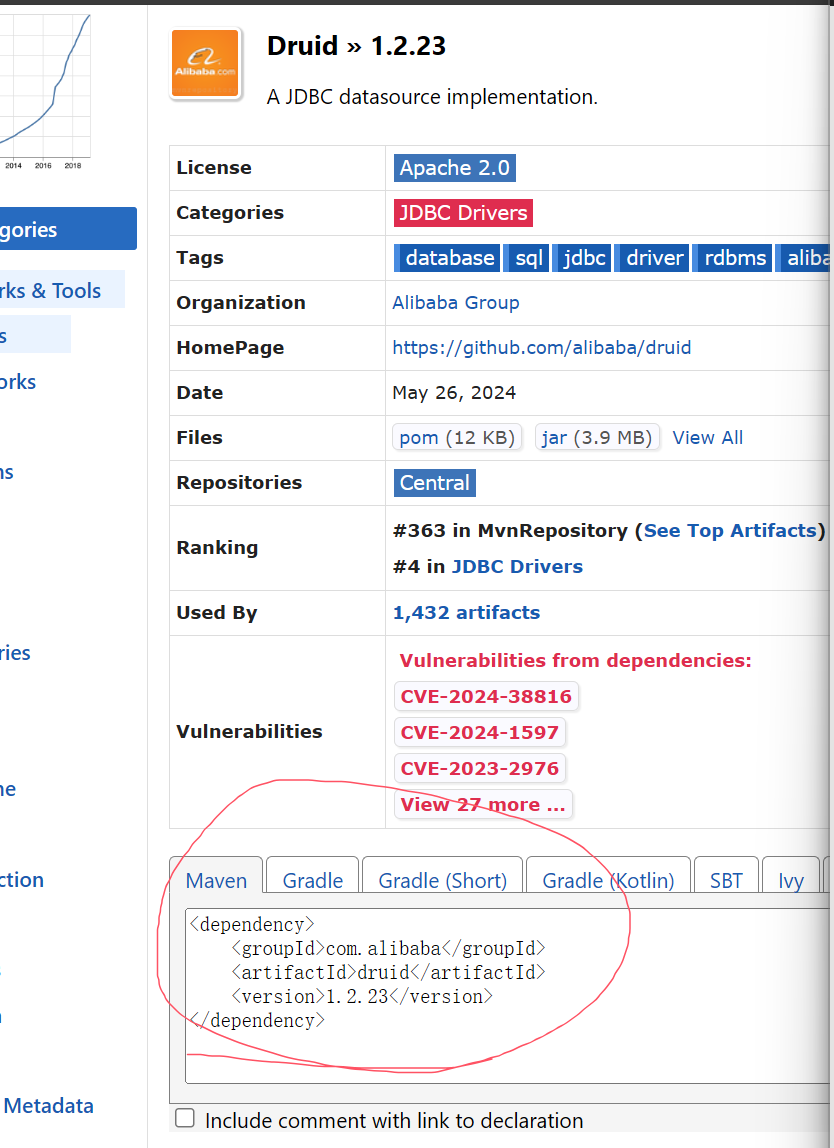 2014 2016 2018
gories
rks & Tools
s
orks
ns
ries
ne
ction
s
n
Metadata
Alibaba.com
Druid » 1.2.23
A JDBC datasource implementation.
License Apache 2.0
Categories JDBC Drivers
Tags database sql jdbc driver rdbms aliba
Organization Alibaba Group
HomePage https://github.com/alibaba/druid
Date May 26, 2024
Files pom (12 KB) jar (3.9 MB) View All
Repositories Central
Ranking #363 in MvnRepository (See Top Artifacts)
#4 in JDBC Drivers
Used By 1,432 artifacts
Vulnerabilities Vulnerabilities from dependencies:
CVE-2024-38816
CVE-2024-1597
CVE-2023-2976
View 27 more ...
Maven Gradle Gradle (Short) Gradle (Kotlin) SBT Ivy
<dependency>
    <groupId>com.alibaba</groupId>
    <artifactId>druid</artifactId>
    <version>1.2.23</version>
</dependency>
Include comment with link to declaration